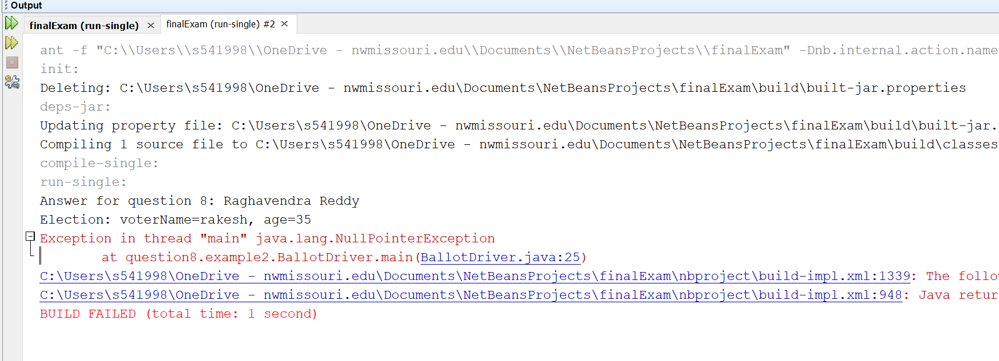 Output
finalExam (run-single) finalExam (run-single) #2
ant -f "C:\\Users\\s541998\\OneDrive - nwmissouri.edu\\Documents\\NetBeansProjects\\finalExam" -Dnb.internal.action.name
init:
Deleting: C:\Users\s541998\OneDrive - nwmissouri.edu\Documents\NetBeansProjects\finalExam\build\built-jar.properties
deps-jar:
Updating property file: C:\Users\s541998\OneDrive - nwmissouri.edu\Documents\NetBeansProjects\finalExam\build\built-jar.
Compiling 1 source file to C:\Users\s541998\OneDrive - nwmissouri.edu\Documents\NetBeansProjects\finalExam\build\classes
compile-single:
run-single:
Answer for question 8: Raghavendra Reddy
Election: voterName=rakesh, age=35
Exception in thread "main" java.lang.NullPointerException
at question8.example2.BallotDriver.main(BallotDriver.java:25)
C:\Users\s541998\OneDrive - nwmissouri.edu\Documents\NetBeansProjects\finalExam\nbproject\build-impl.xml:1339: The follo
C:\Users\s541998\OneDrive - nwmissouri.edu\Documents\NetBeansProjects\finalExam\nbproject\build-impl.xml:948: Java retur
BUILD FAILED (total time: 1 second)